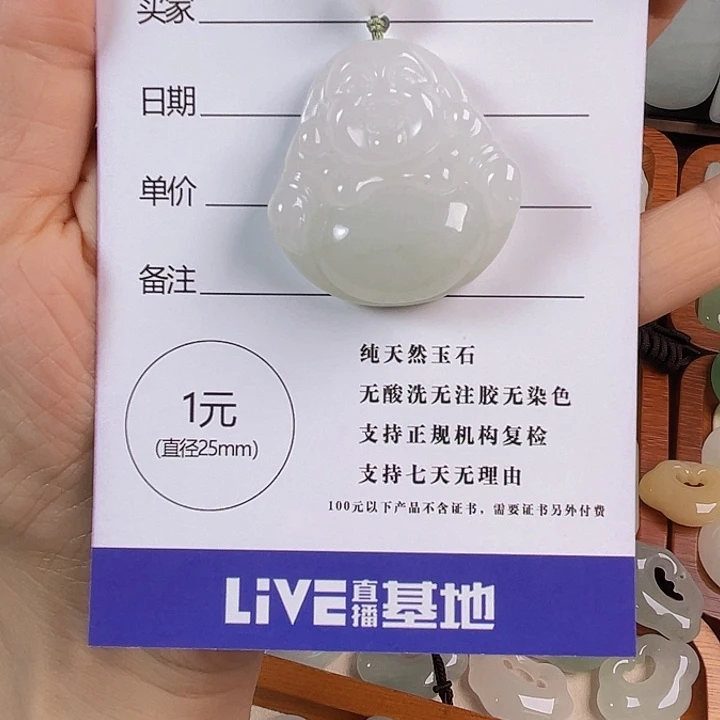 买家
日期
单价
备注
1元
(直径25mm)
纯天然玉石
无酸洗无注胶无染色
支持正规机构复检
支持七天无理由
100元以下产品不含证书，需要证书另外付费
LiVE直播基地